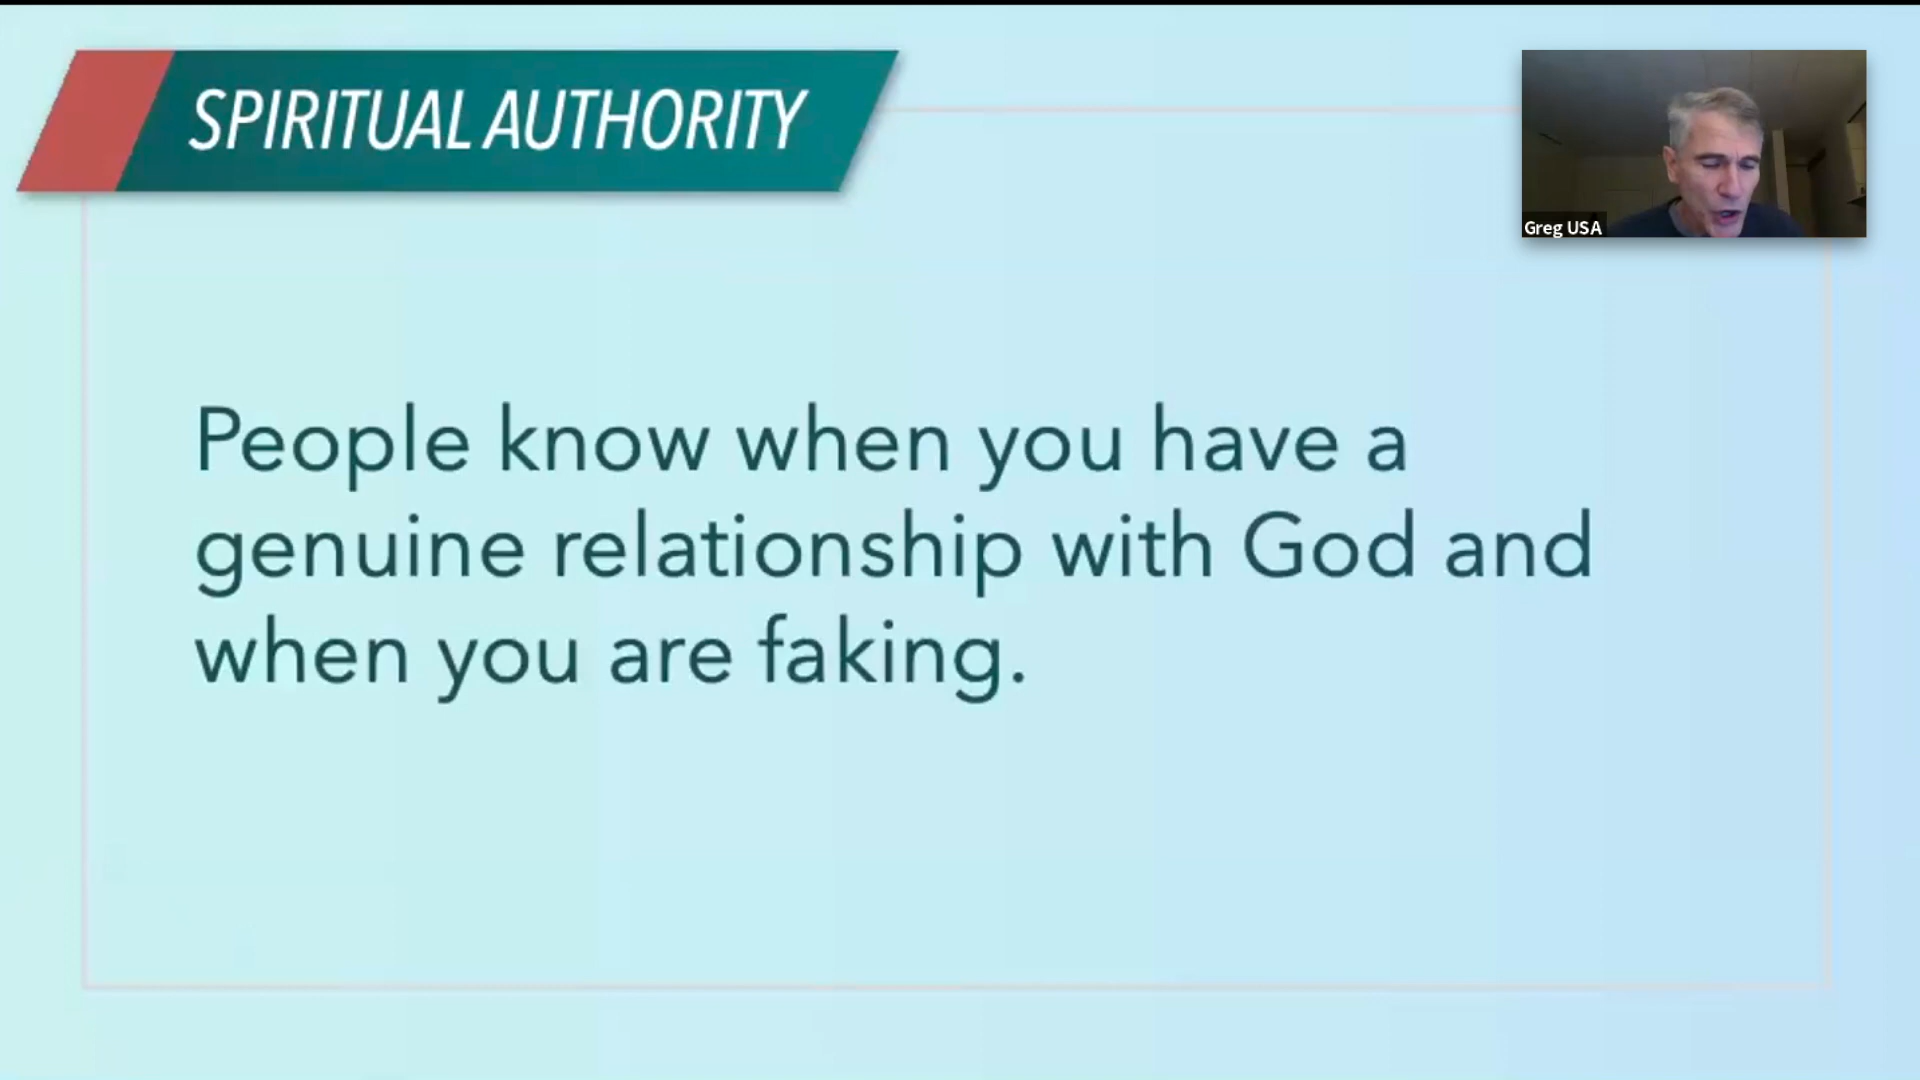 SPIRITUAL AUTHORITY
Greg USA
People know when you have a
genuine relationship with God and
when you are faking.